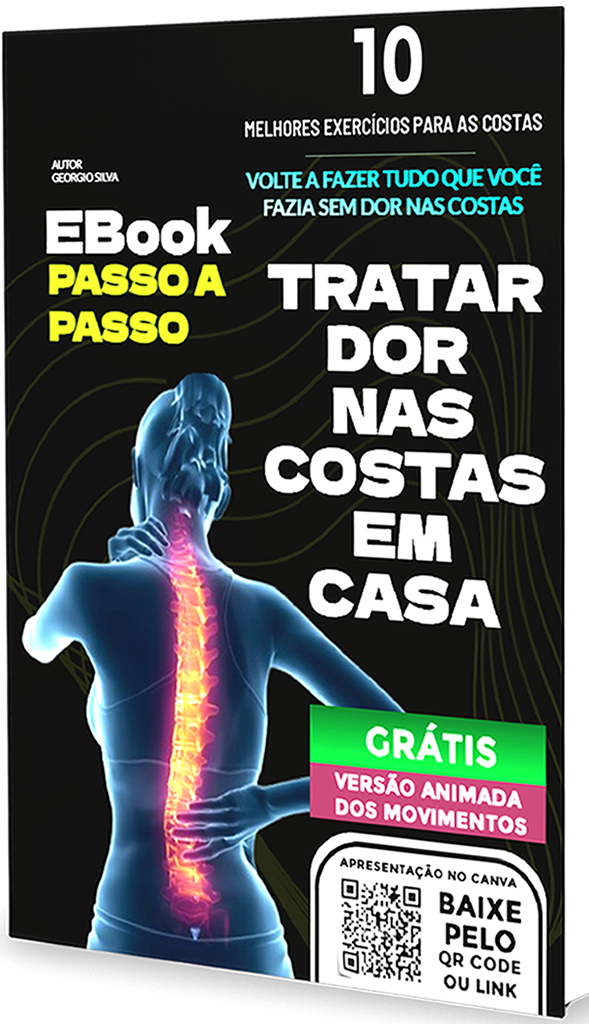 10
MELHORES EXERCÍCIOS PARA AS COSTAS
VOLTE A FAZER TUDO QUE VOCÊ
FAZIA SEM DOR NAS COSTAS
AUTOR
GEORGIO SILVA
EBook
PASSO A
PASSO
TRATAR
DOR
NAS
COSTAS
EM
CASA
GRÁTIS
VERSÃO ANIMADA
DOS MOVIMENTOS
APRESENTAÇÃO NO CANVA
BAIXE
PELO
QR CODE
OU LINK